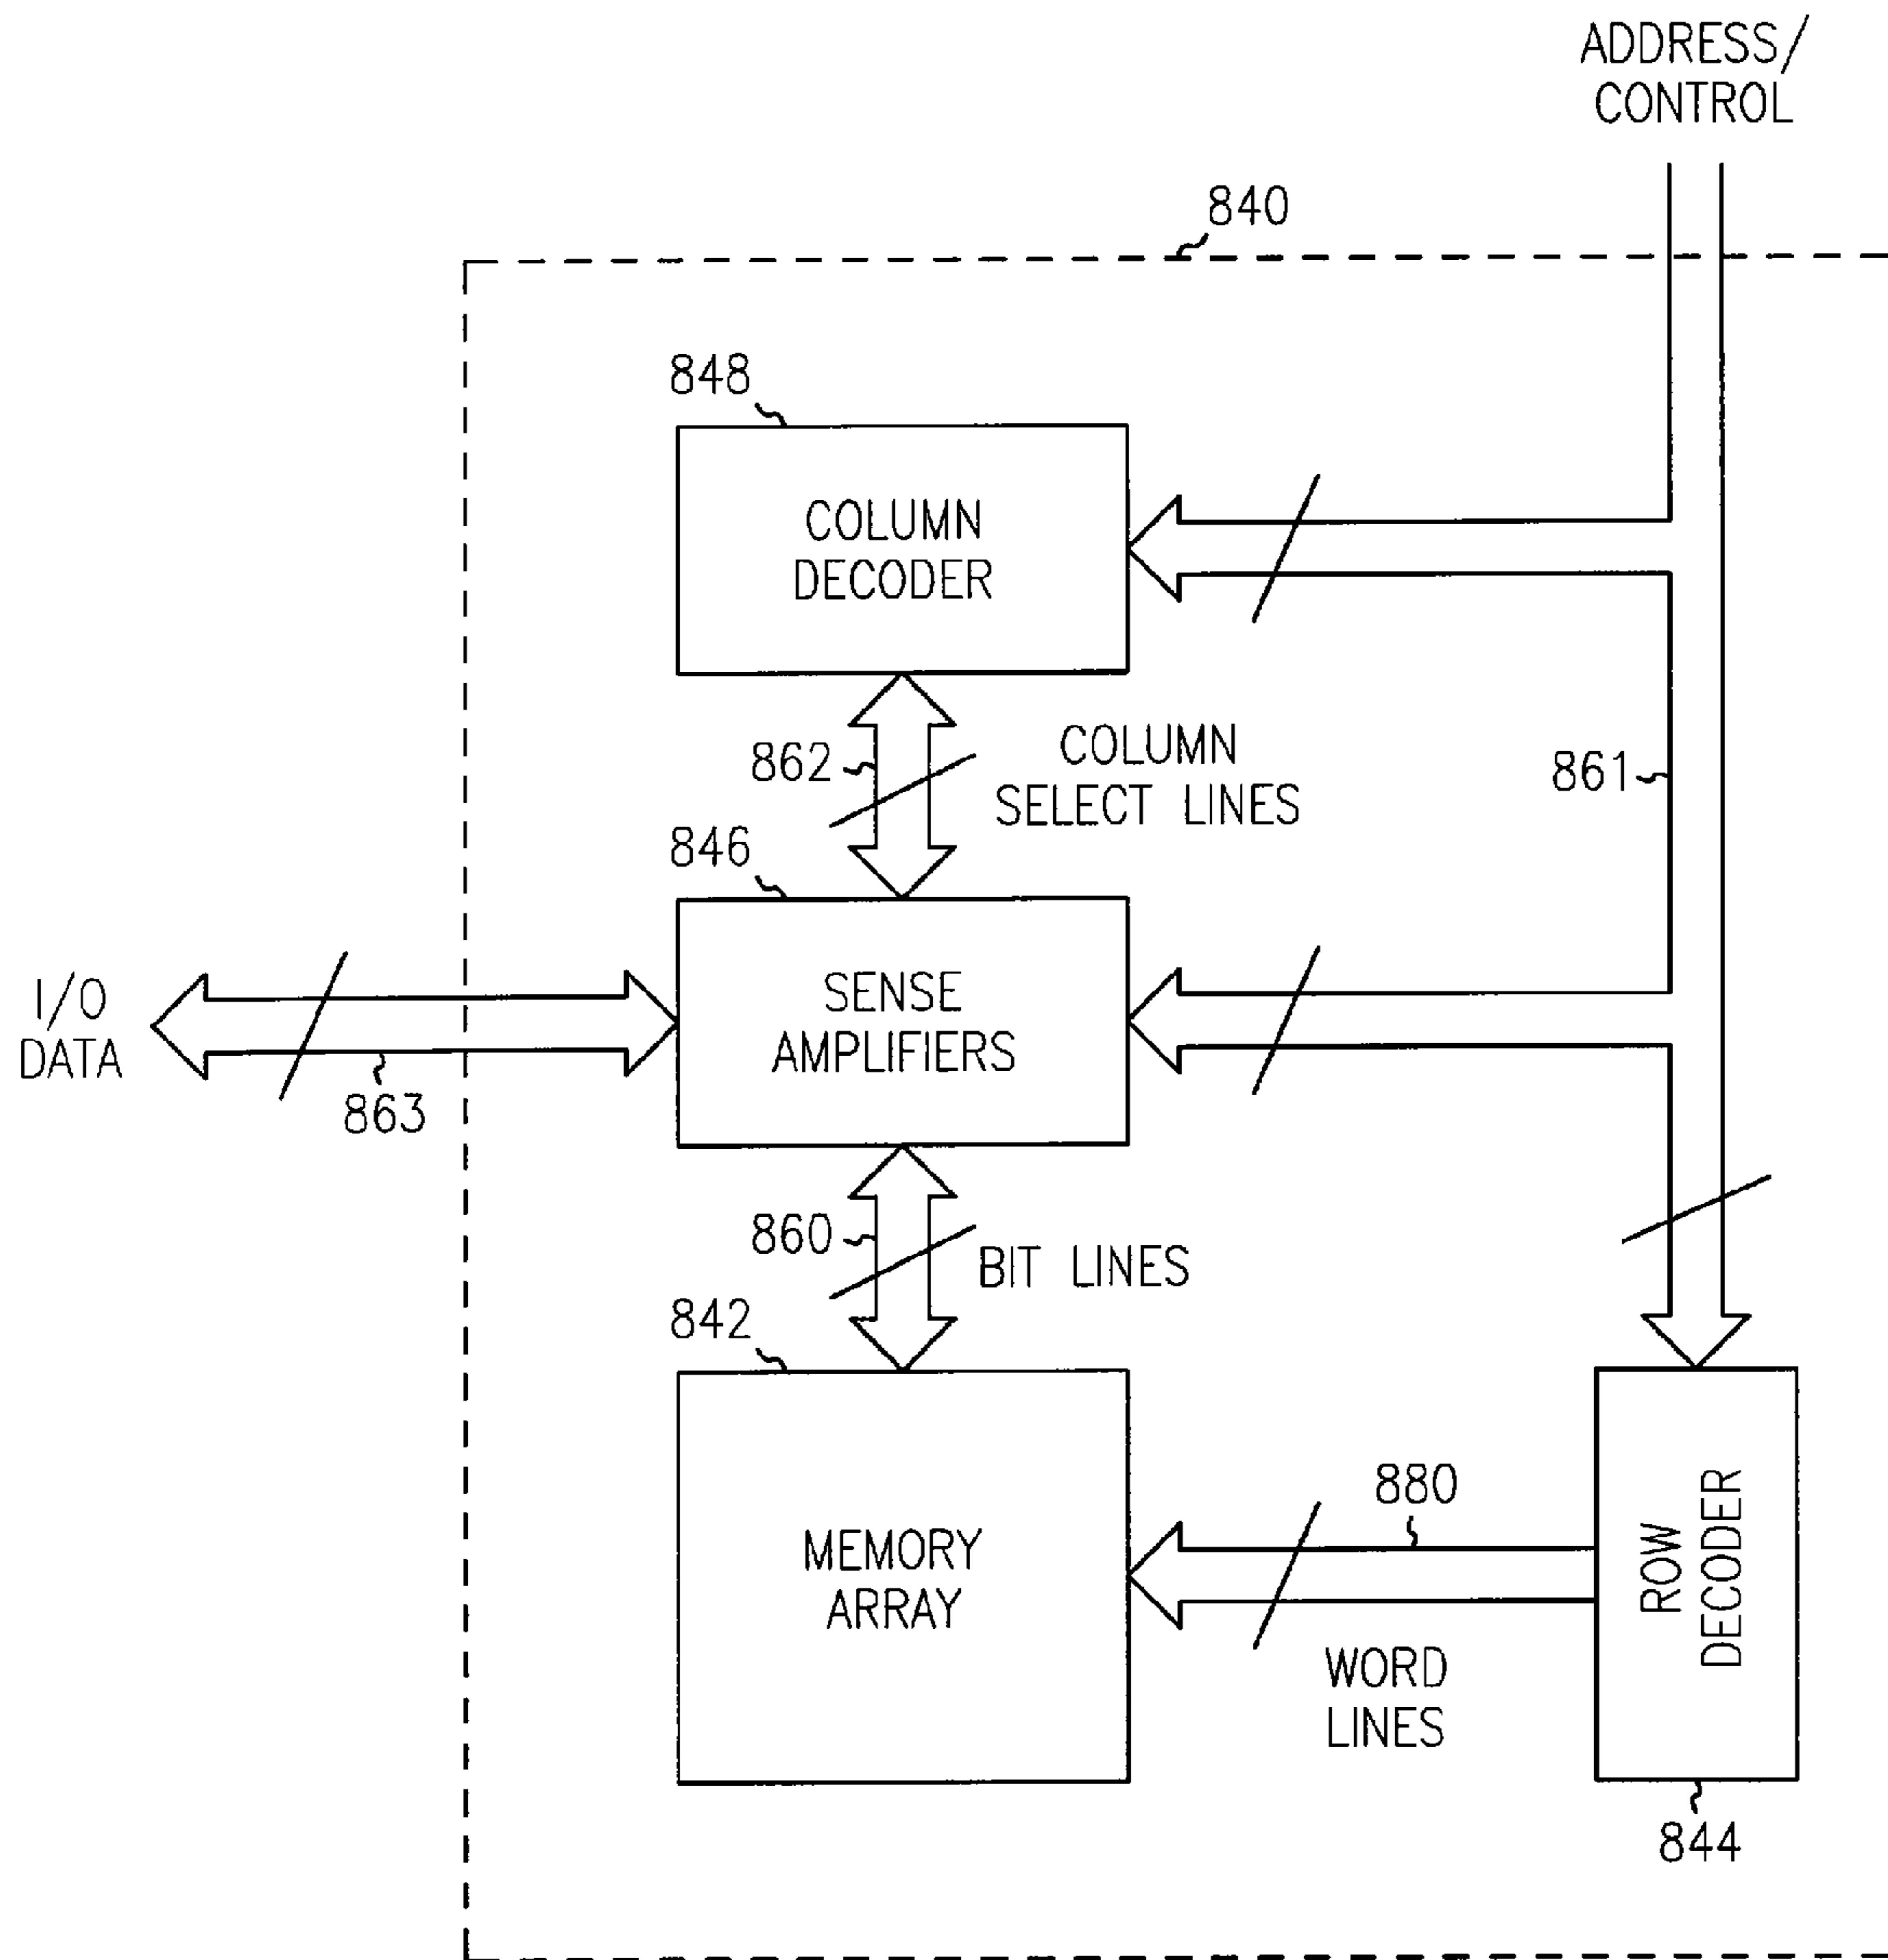 ADDRESS/
CONTROL
840
848
COLUMN
DECODER
862
COLUMN
SELECT LINES
861
846
SENSE
AMPLIFIERS
I/O
DATA
863
860
BIT LINES
842
MEMORY
ARRAY
880
WORD
LINES
ROW
DECODER
844